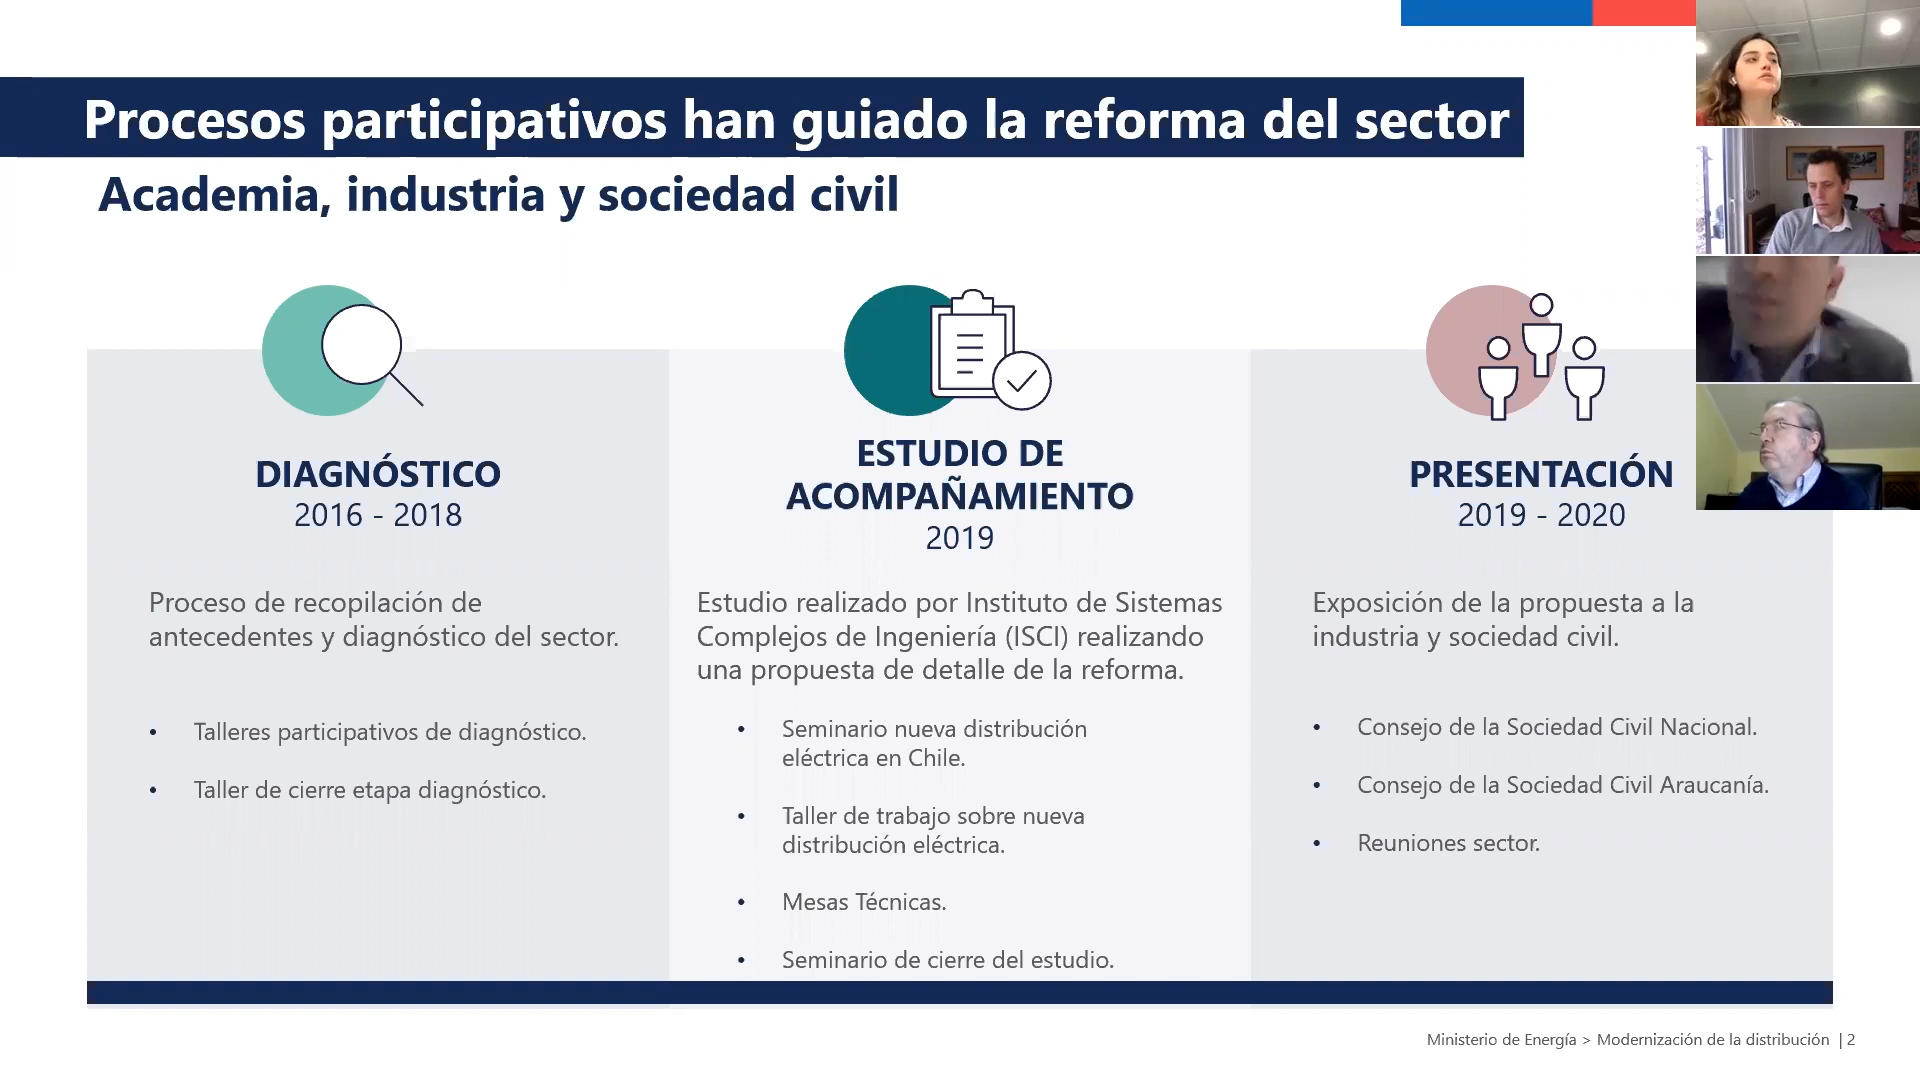 Procesos participativos han guiado la reforma del sector
Academia, industria y sociedad civil
DIAGNÓSTICO
2016 - 2018
Proceso de recopilación de
antecedentes y diagnóstico del sector.
• Talleres participativos de diagnóstico.
• Taller de cierre etapa diagnóstico.
ESTUDIO DE
ACOMPAÑAMIENTO
2019
Estudio realizado por Instituto de Sistemas
Complejos de Ingeniería (ISCI) realizando
una propuesta de detalle de la reforma.
• Seminario nueva distribución
eléctrica en Chile.
• Taller de trabajo sobre nueva
distribución eléctrica.
• Mesas Técnicas.
• Seminario de cierre del estudio.
PRESENTACIÓN
2019 - 2020
Exposición de la propuesta a la
industria y sociedad civil.
• Consejo de la Sociedad Civil Nacional.
• Consejo de la Sociedad Civil Araucanía.
• Reuniones sector.
Ministerio de Energía > Modernización de la distribución | 2